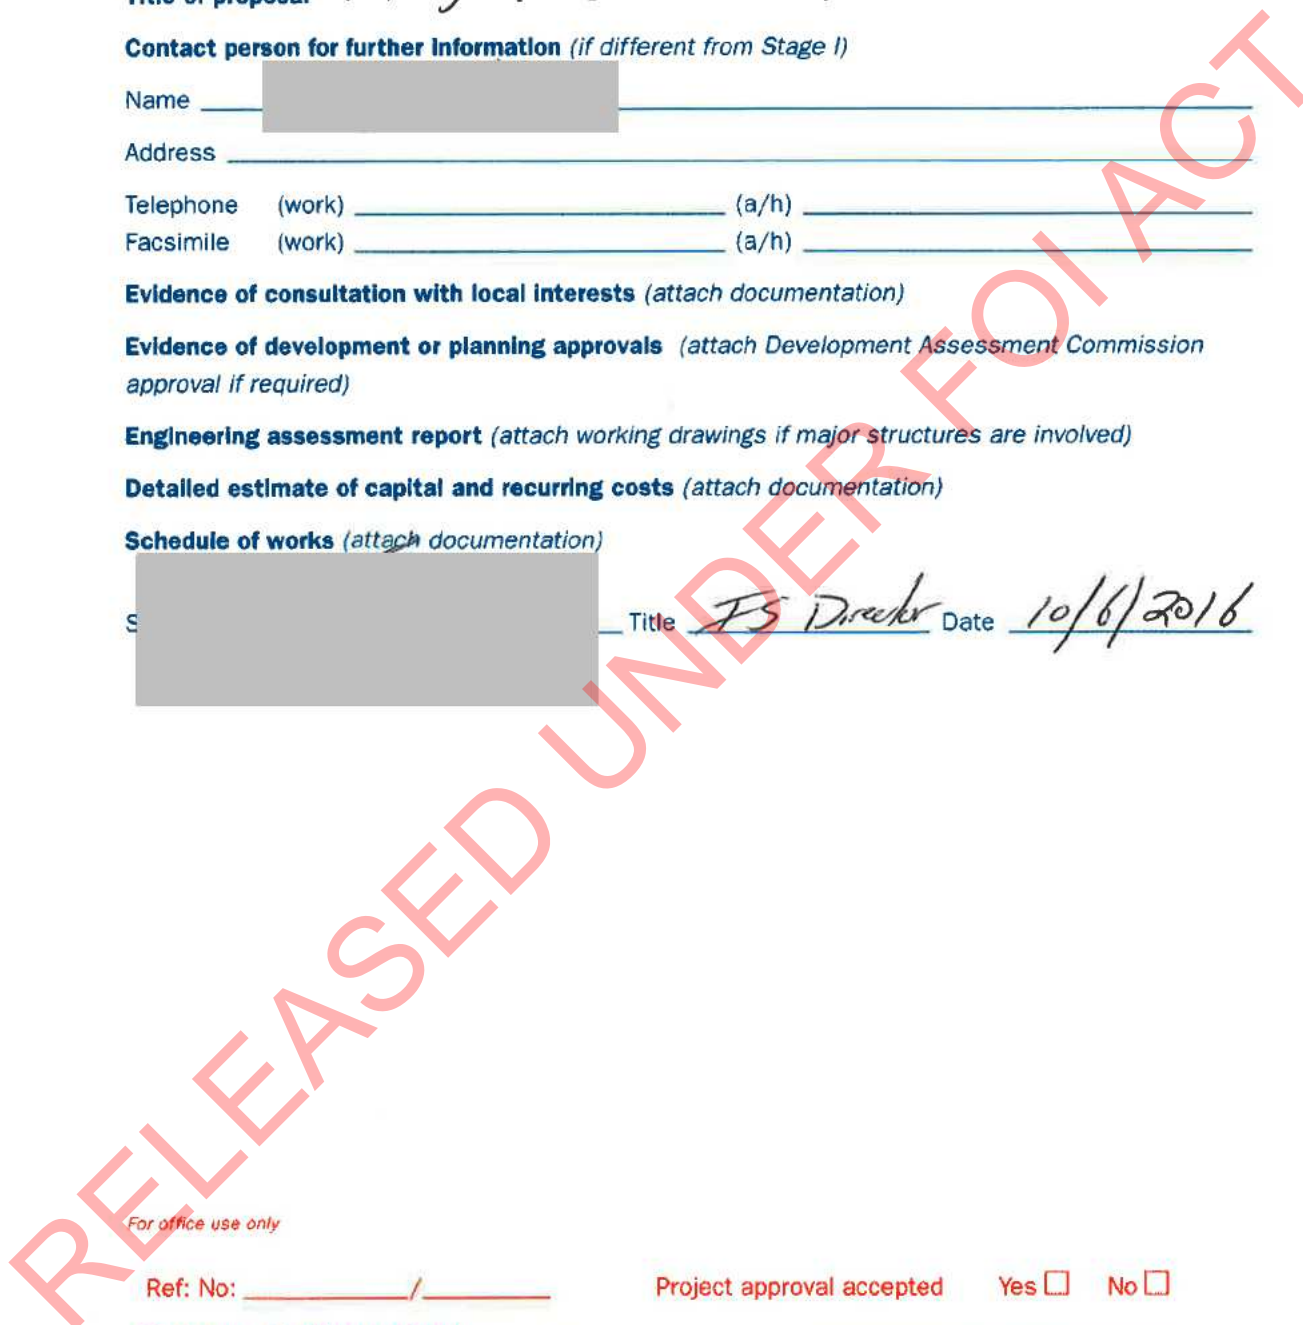 Title of proposal
Contact person for further Information (if different from Stage I)
Name
Address
Telephone (work) (a/h)
Facsimile (work) (a/h)
Evidence of consultation with local interests (attach documentation)
Evidence of development or planning approvals (attach Development Assessment Commission
approval if required)
Engineering assessment report (attach working drawings if major structures are involved)
Detailed estimate of capital and recurring costs (attach documentation)
Schedule of works (attach documentation)
S Title IS Director Date 10/6/2016
For office use only
Ref: No: / Project approval accepted Yes No
RELEASED UNDER FOI ACT